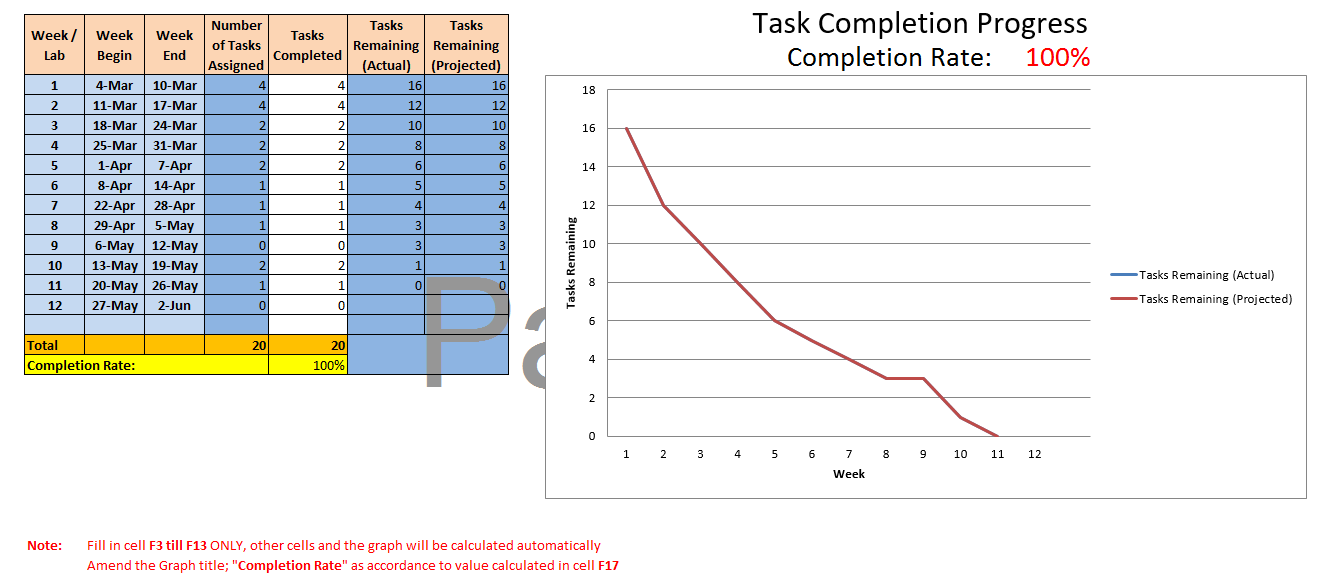 Week / Lab Week Begin Week End Number of Tasks Assigned Tasks Completed Tasks Remaining (Actual) Tasks Remaining (Projected)
1 4-Mar 10-Mar 4 4 16 16
2 11-Mar 17-Mar 4 4 12 12
3 18-Mar 24-Mar 2 2 10 10
4 25-Mar 31-Mar 2 2 8 8
5 1-Apr 7-Apr 2 2 6 6
6 8-Apr 14-Apr 1 1 5 5
7 22-Apr 28-Apr 1 1 4 4
8 29-Apr 5-May 1 1 3 3
9 6-May 12-May 0 0 3 3
10 13-May 19-May 2 2 1 1
11 20-May 26-May 1 1 0 0
12 27-May 2-Jun 0 0
Total 20 20
Completion Rate: 100%
Pa
Task Completion Progress
Completion Rate: 100%
18
16
14
12
10
8
6
4
2
0
Tasks Remaining
1 2 3 4 5 6 7 8 9 10 11 12
Week
Tasks Remaining (Actual)
Tasks Remaining (Projected)
Note: Fill in cell F3 till F13 ONLY, other cells and the graph will be calculated automatically
Amend the Graph title; "Completion Rate" as accordance to value calculated in cell F17